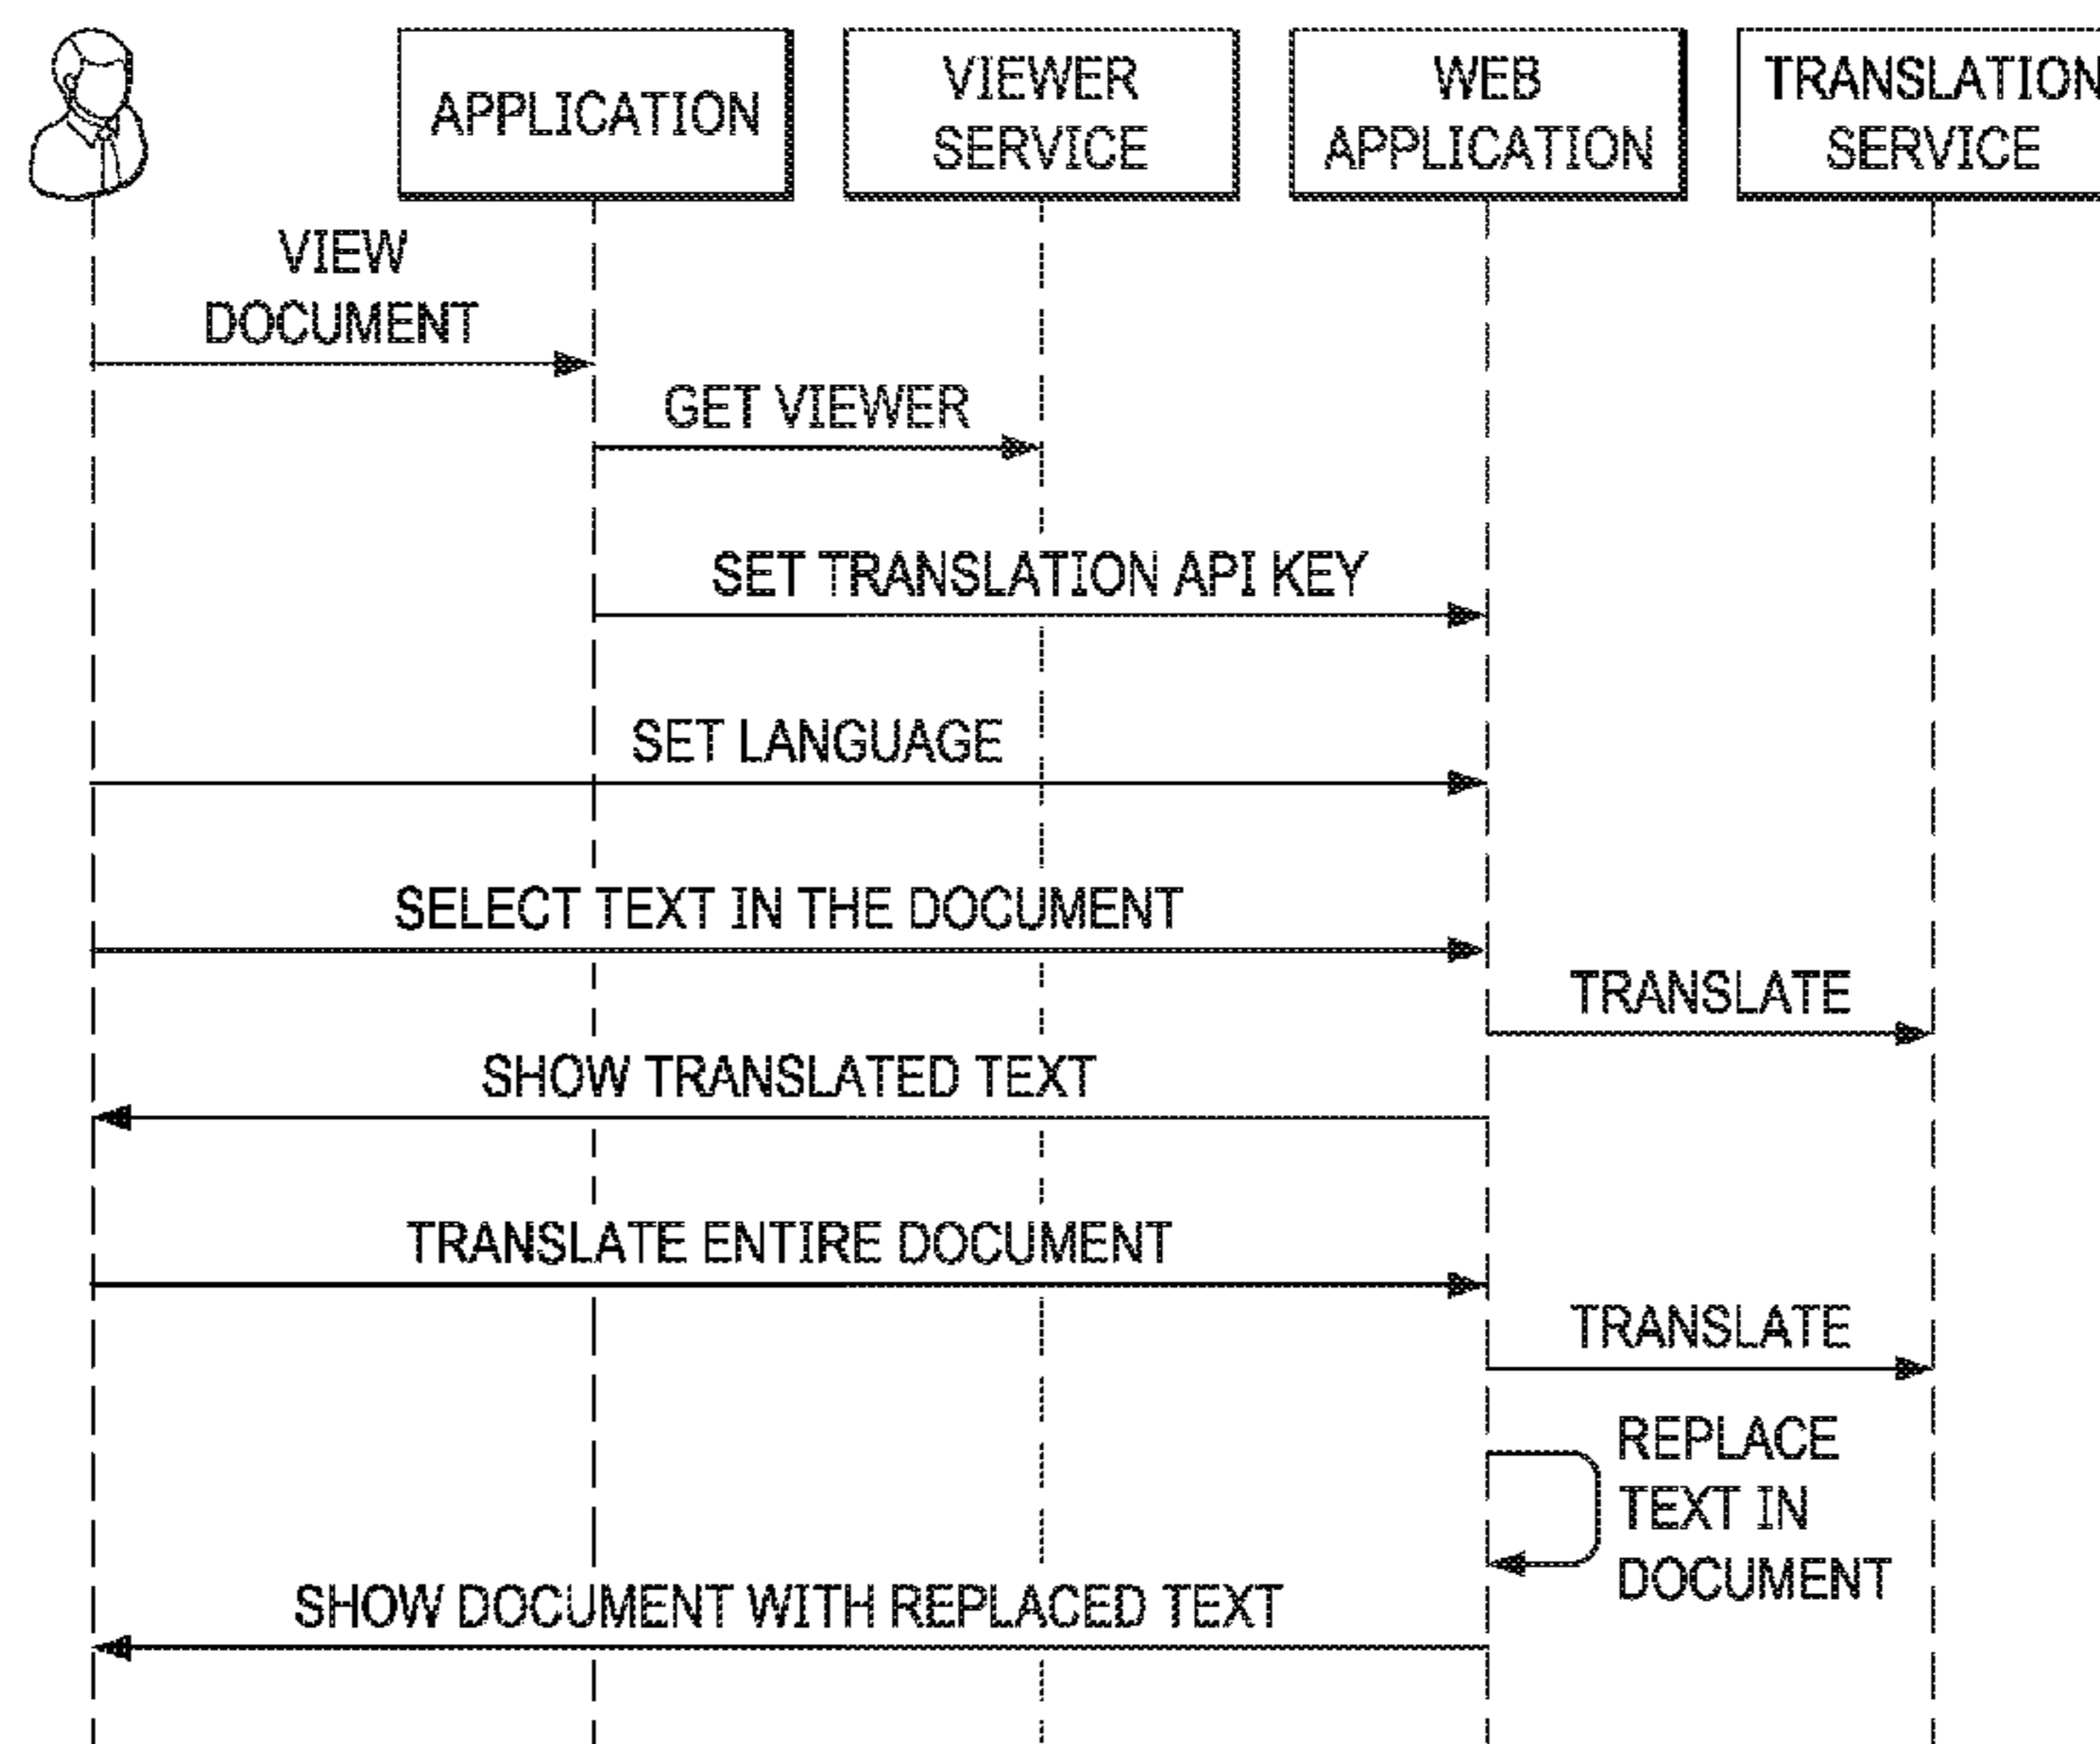 APPLICATION
VIEWER
SERVICE
WEB
APPLICATION
TRANSLATION
SERVICE
VIEW
DOCUMENT
GET VIEWER
SET TRANSLATION API KEY
SET LANGUAGE
SELECT TEXT IN THE DOCUMENT
TRANSLATE
SHOW TRANSLATED TEXT
TRANSLATE ENTIRE DOCUMENT
TRANSLATE
REPLACE
TEXT IN
DOCUMENT
SHOW DOCUMENT WITH REPLACED TEXT